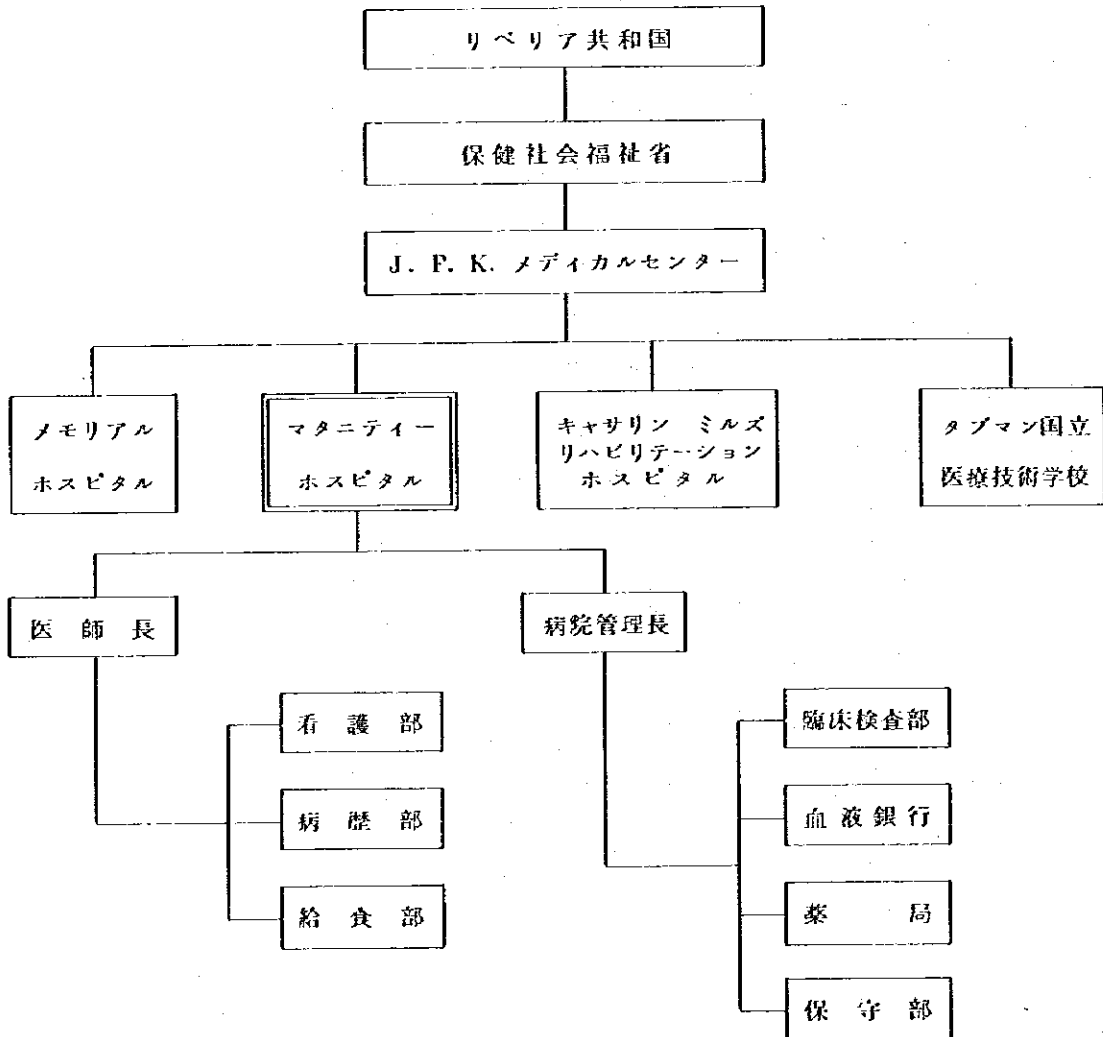 リベリア共和国
保健社会福祉省
J. F. K. メディカルセンター
メモリアル
ホスピタル
マタニティー
ホスピタル
キャサリン ミルズ
リハビリテーション
ホスピタル
タブマン国立
医療技術学校
医師長
病院管理長
看護部
病歴部
給食部
臨床検査部
血液銀行
薬局
保守部